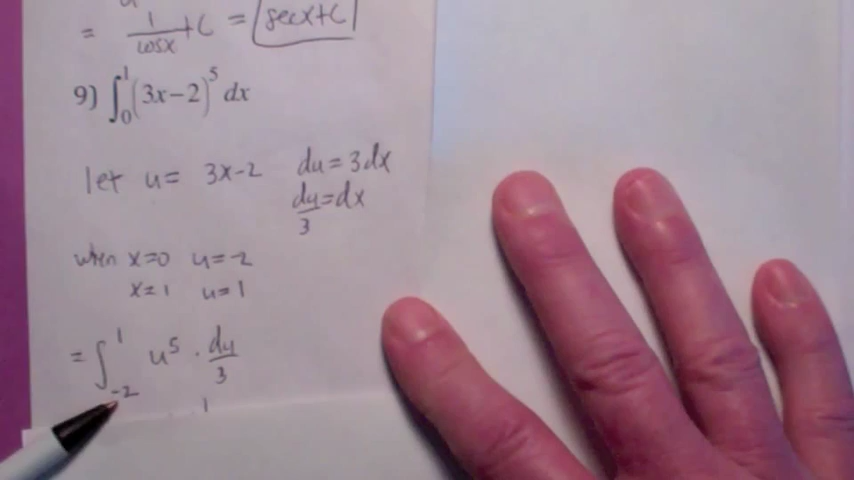 = 1/cosx + C = secx + C
9) ∫₀¹ (3x−2)⁵ dx
let u = 3x-2 du = 3dx
du/3 = dx
when x=0 u=-2
x=1 u=1
= ∫₋₂¹ u⁵ · du/3
1